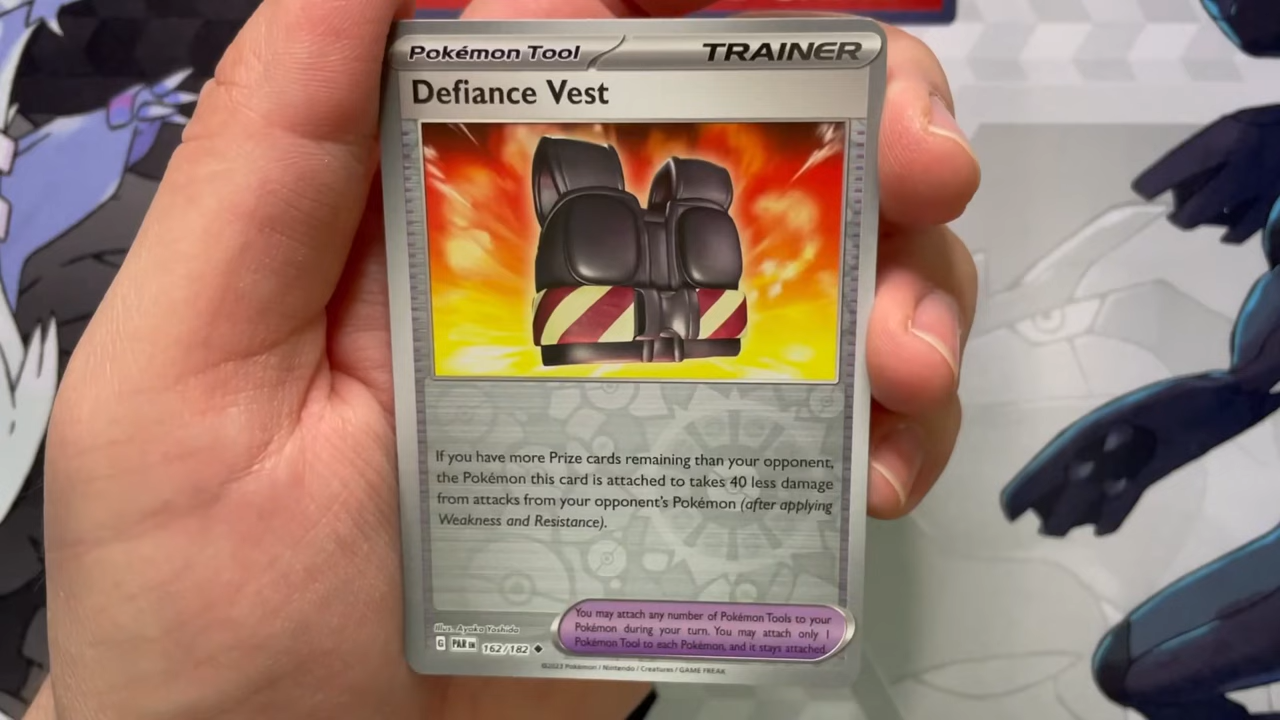 Pokémon Tool
TRAINER
Defiance Vest
If you have more Prize cards remaining than your opponent,
the Pokémon this card is attached to takes 40 less damage
from attacks from your opponent's Pokémon (after applying
Weakness and Resistance).
You may attach any number of Pokémon Tools to your
Pokémon during your turn. You may attach only 1
Pokémon Tool to each Pokémon, and it stays attached.
Illus. Ayako Yoshida
G PAR EN 162/182
©2023 Pokémon / Nintendo / Creatures / GAME FREAK